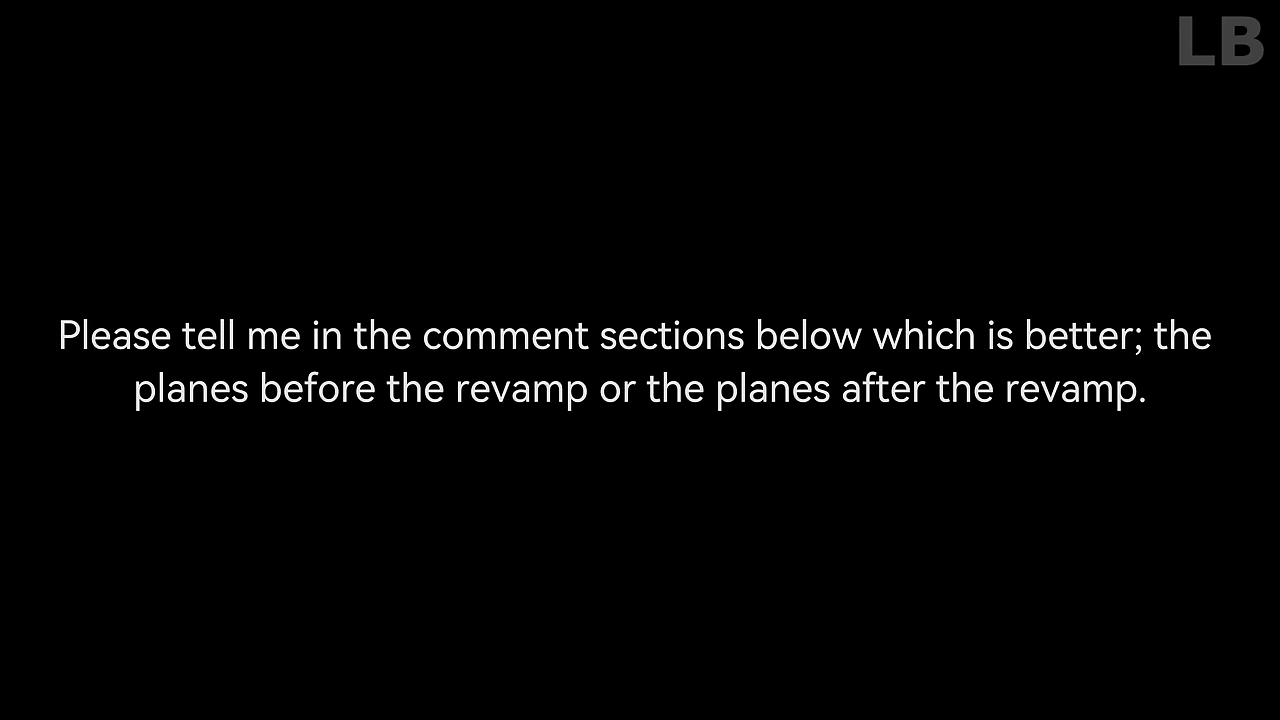 LB
Please tell me in the comment sections below which is better; the
planes before the revamp or the planes after the revamp.